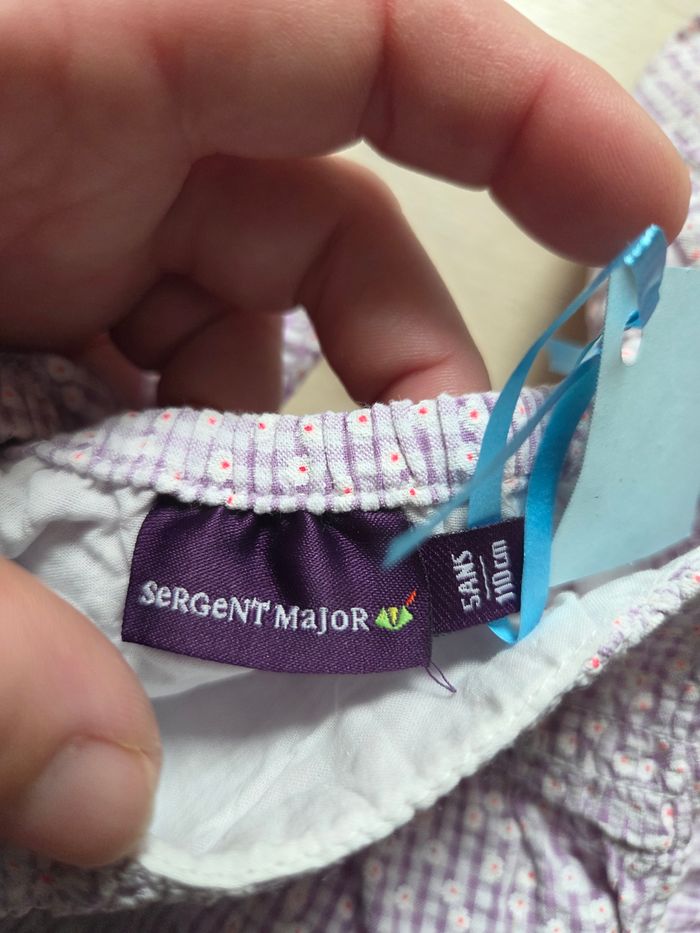 SeRGeNT MaJoR
5ANS
110cm